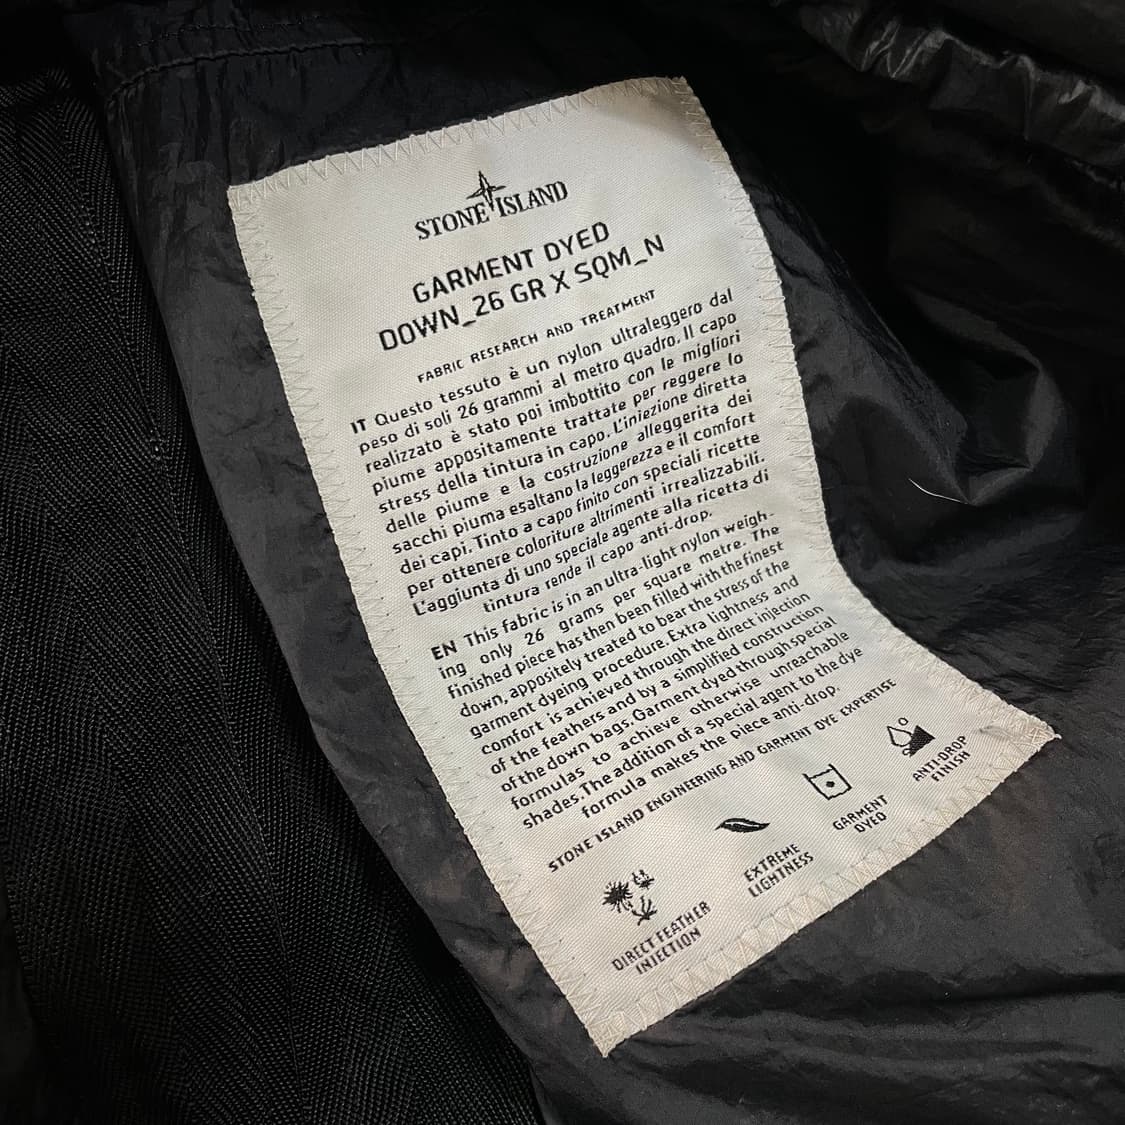 STONE ISLAND
GARMENT DYED
DOWN_26 GR X SQM_N
FABRIC RESEARCH AND TREATMENT
IT Questo tessuto è un nylon ultraleggero dal
peso di soli 26 grammi al metro quadro. Il capo
realizzato è stato poi imbottito con le migliori
piume appositamente trattate per reggere lo
stress della tintura in capo. L'iniezione diretta
delle piume e la costruzione alleggerita dei
sacchi piuma esaltano la leggerezza e il comfort
dei capi. Tinto a capo finito con speciali ricette
per ottenere coloriture altrimenti irrealizzabili.
L'aggiunta di uno speciale agente alla ricetta di
tintura rende il capo anti-drop.
EN This fabric is in an ultra-light nylon weigh-
ing only 26 grams per square metre. The
finished piece has then been filled with the finest
down, appositely treated to bear the stress of the
garment dyeing procedure. Extra lightness and
comfort is achieved through the direct injection
of the feathers and by a simplified construction
of the down bags. Garment dyed through special
formulas to achieve otherwise unreachable
shades. The addition of a special agent to the dye
formula makes the piece anti-drop.
STONE ISLAND ENGINEERING AND GARMENT DYE EXPERTISE
DIRECT FEATHER
INJECTION
EXTREME
LIGHTNESS
GARMENT
DYED
ANTI-DROP
FINISH